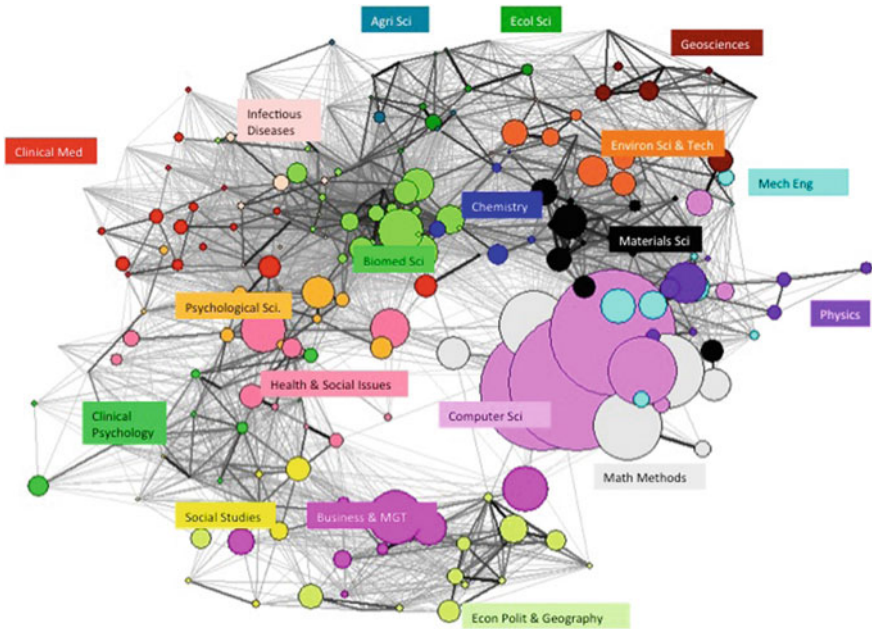 Agri Sci
Ecol Sci
Geosciences
Infectious
Diseases
Clinical Med
Environ Sci & Tech
Mech Eng
Chemistry
Materials Sci
Biomed Sci
Psychological Sci.
Physics
Health & Social Issues
Clinical
Psychology
Computer Sci
Math Methods
Social Studies
Business & MGT
Econ Polit & Geography